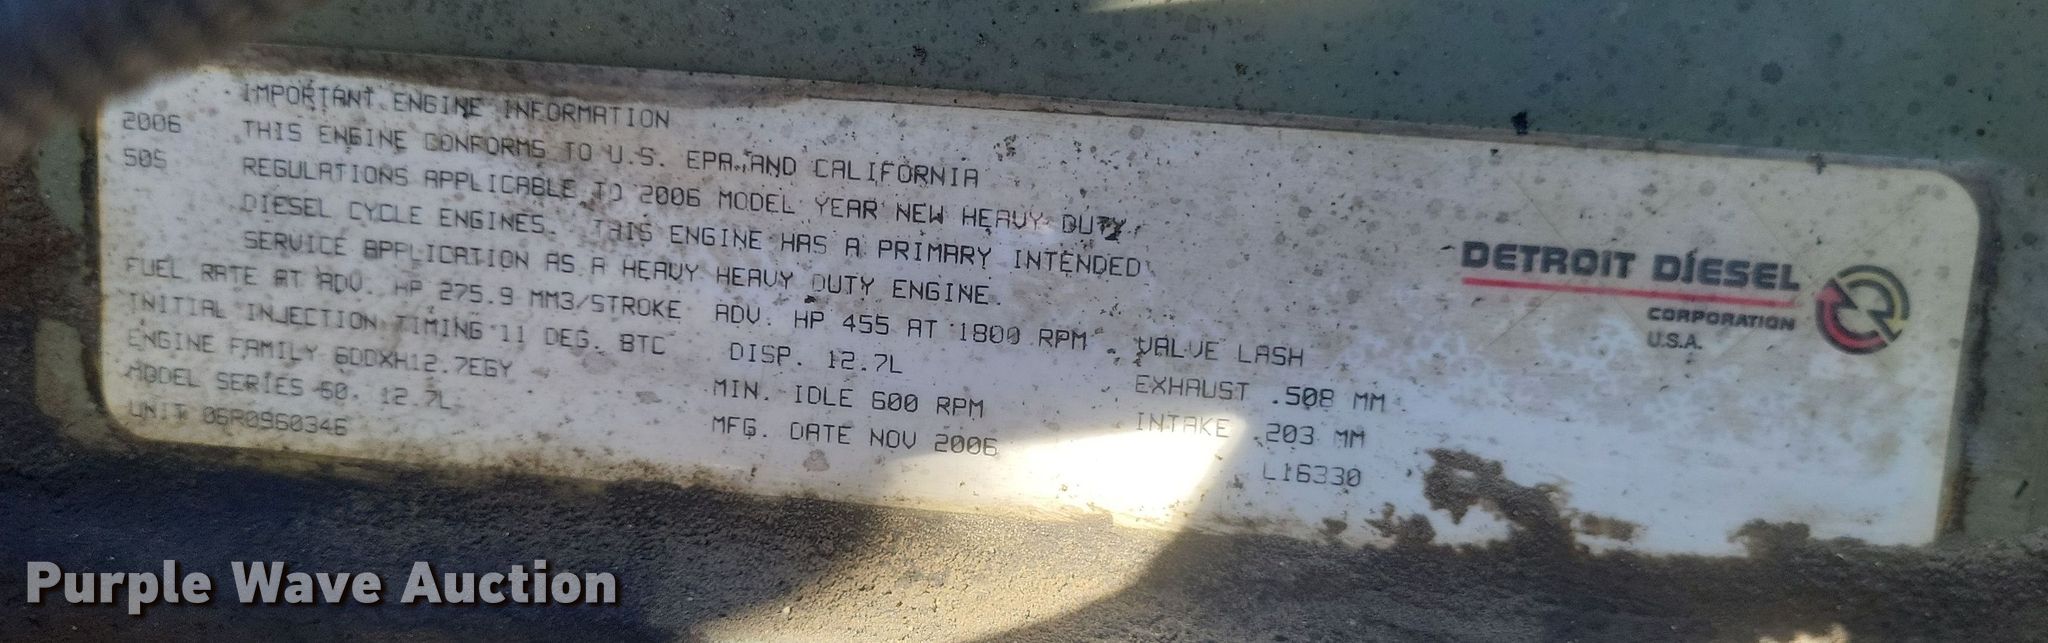 IMPORTANT ENGINE INFORMATION
2006 THIS ENGINE CONFORMS TO U.S. EPA AND CALIFORNIA
505 REGULATIONS APPLICABLE TO 2006 MODEL YEAR NEW HEAVY DUTY
DIESEL CYCLE ENGINES. THIS ENGINE HAS A PRIMARY INTENDED
SERVICE APPLICATION AS A HEAVY HEAVY DUTY ENGINE.
FUEL RATE AT ADV. HP 275.9 MM3/STROKE ADV. HP 455 AT 1800 RPM
INITIAL INJECTION TIMING 11 DEG. BTC DISP. 12.7L VALVE LASH
ENGINE FAMILY 6DDXH12.7EGY MIN. IDLE 600 RPM EXHAUST .508 MM
MODEL SERIES 60, 12.7L MFG. DATE NOV 2006 INTAKE .203 MM
UNIT 06R0960346 L16330
DETROIT DIESEL
CORPORATION
U.S.A.
Purple Wave Auction